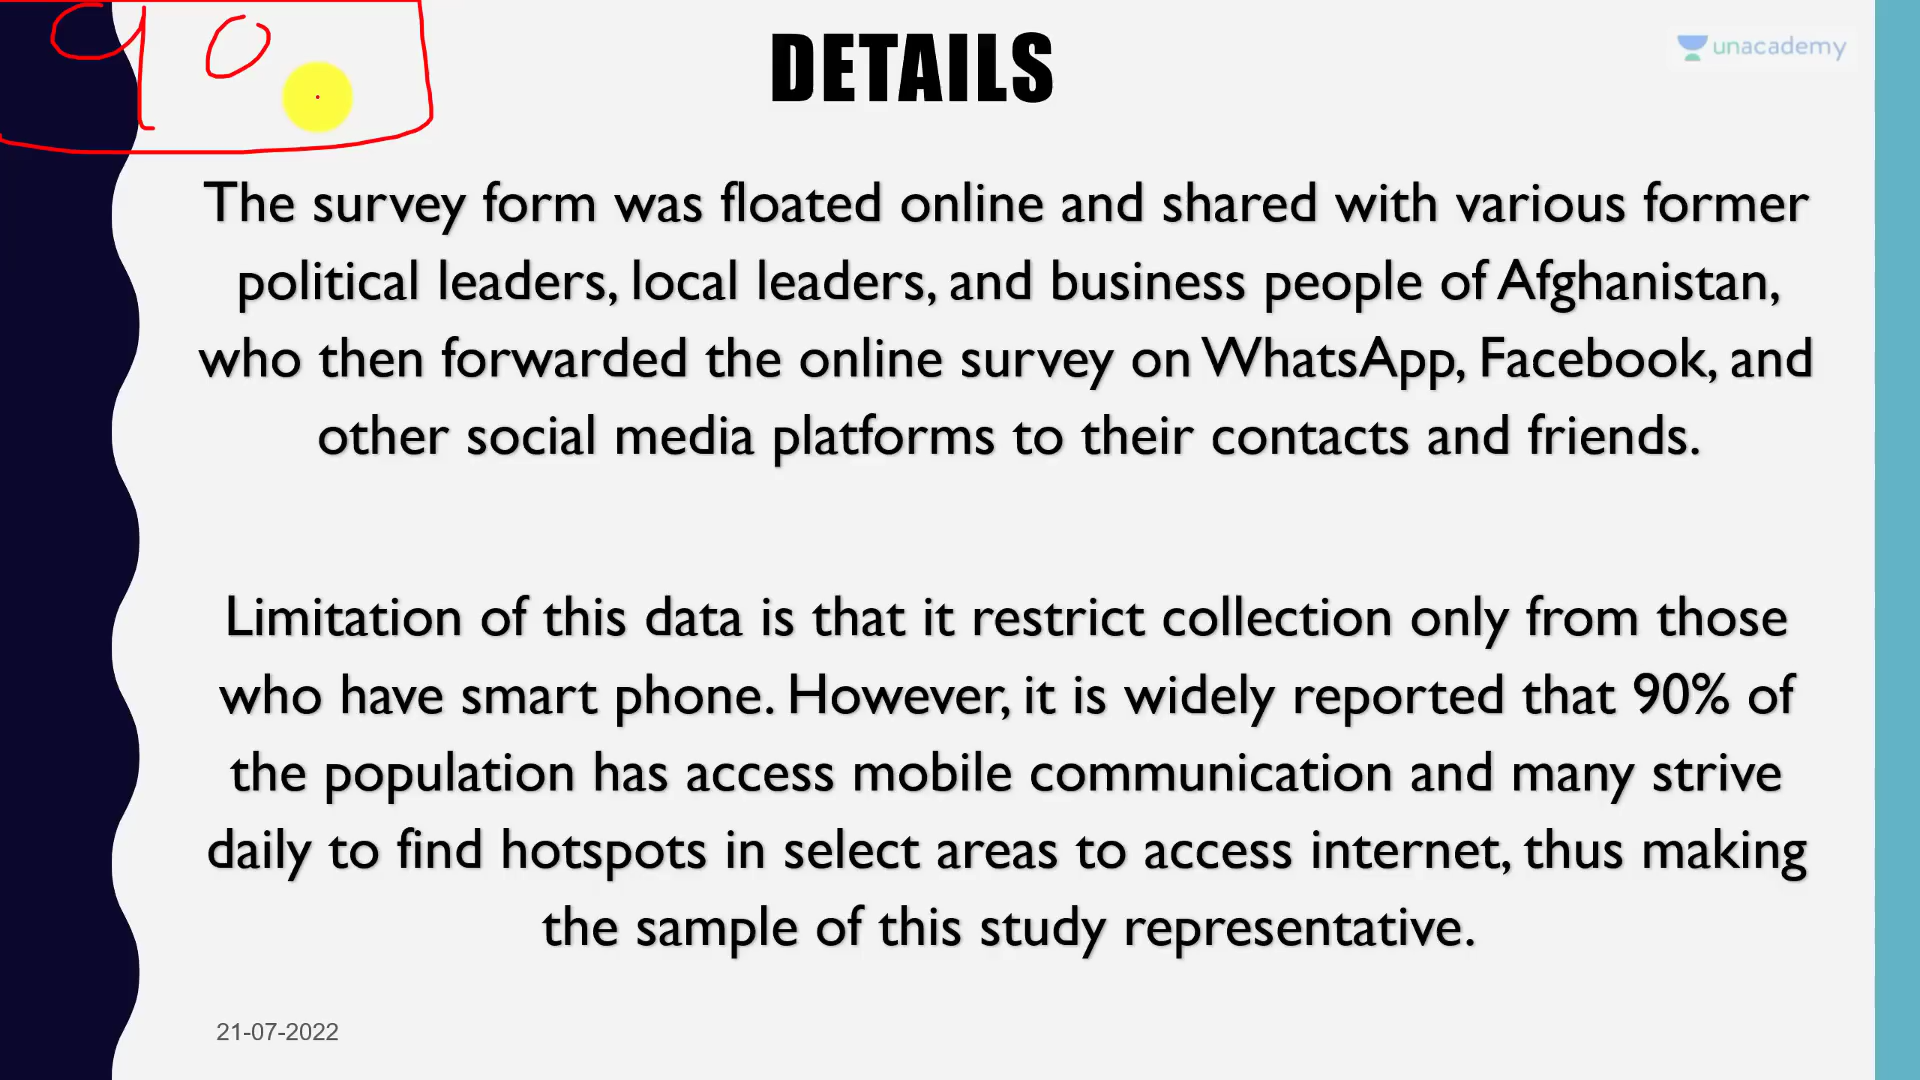 90
DETAILS
unacademy
The survey form was floated online and shared with various former
political leaders, local leaders, and business people of Afghanistan,
who then forwarded the online survey on WhatsApp, Facebook, and
other social media platforms to their contacts and friends.
Limitation of this data is that it restrict collection only from those
who have smart phone. However, it is widely reported that 90% of
the population has access mobile communication and many strive
daily to find hotspots in select areas to access internet, thus making
the sample of this study representative.
21-07-2022